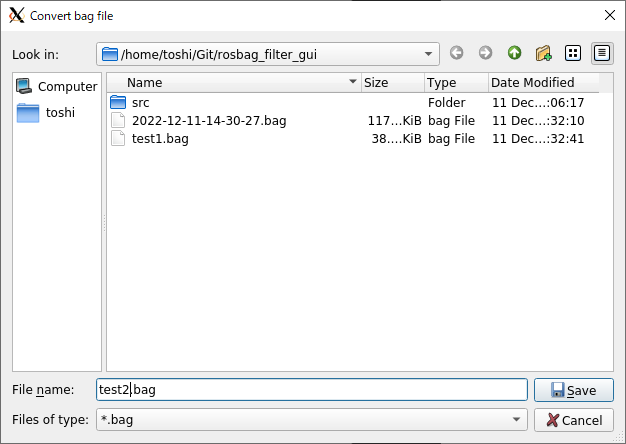 Convert bag file
Look in: /home/toshi/Git/rosbag_filter_gui
Computer
toshi
Name Size Type Date Modified
src Folder 11 Dec...:06:17
2022-12-11-14-30-27.bag 117...KiB bag File 11 Dec...:32:10
test1.bag 38....KiB bag File 11 Dec...:32:41
File name: test2.bag Save
Files of type: *.bag Cancel